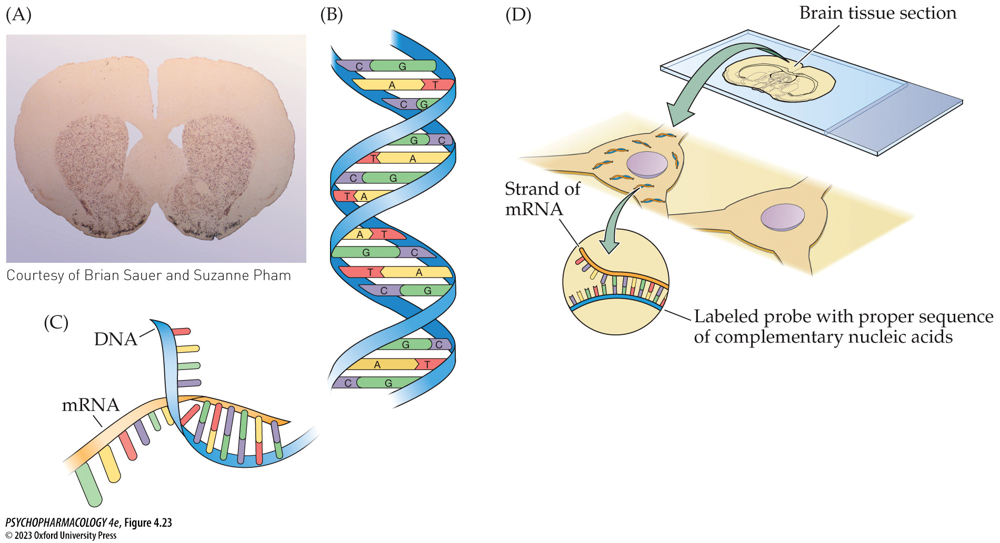 (A)
Courtesy of Brian Sauer and Suzanne Pham
(B)
C G
A T
C G
G C
T A
C G
T A
A T
G C
T A
C G
G C
A T
C G
(C)
DNA
mRNA
(D)
Brain tissue section
Strand of
mRNA
Labeled probe with proper sequence
of complementary nucleic acids
PSYCHOPHARMACOLOGY 4e, Figure 4.23
© 2023 Oxford University Press